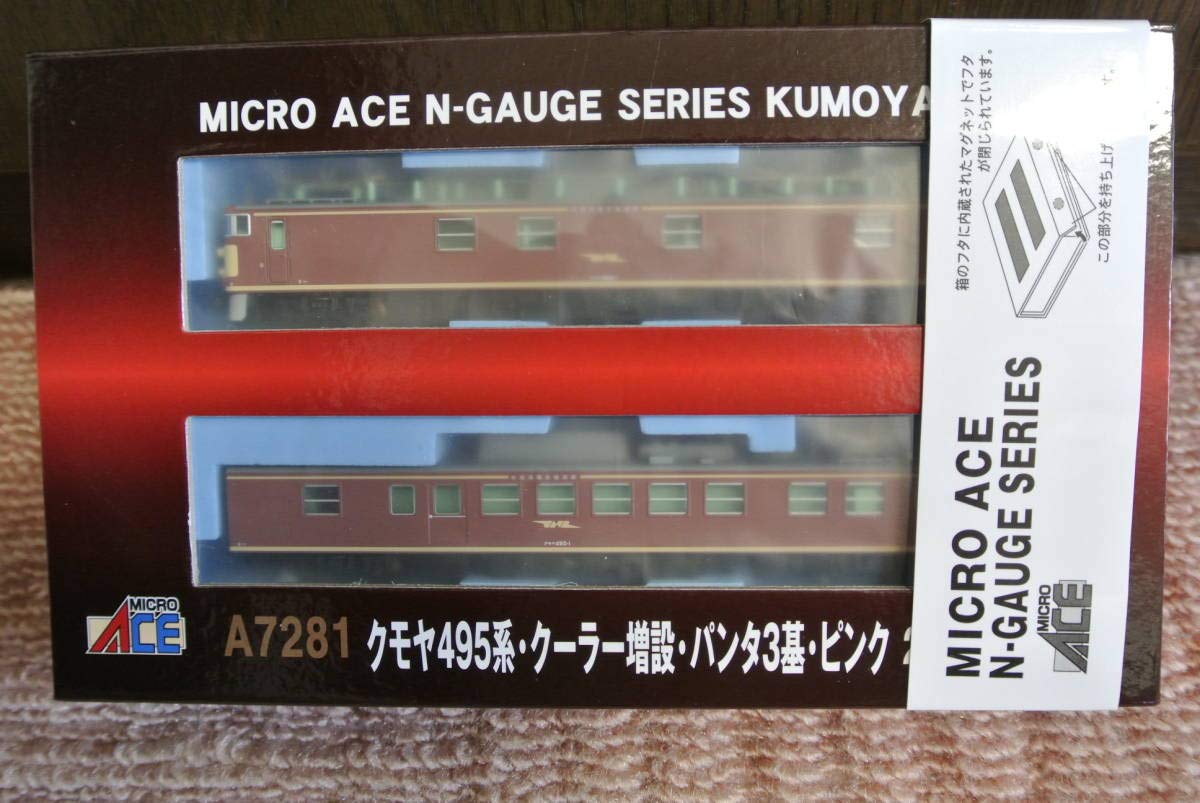 MICRO ACE N-GAUGE SERIES KUMOYA
箱のフタに内蔵されたマグネットでフタ
が閉じられています。
この部分を持ち上げ
す。
MICRO ACE
N-GAUGE SERIES
MICRO
ACE
MICRO
ACE
A7281 クモヤ495系・クーラー増設・パンタ3基・ピンク 2